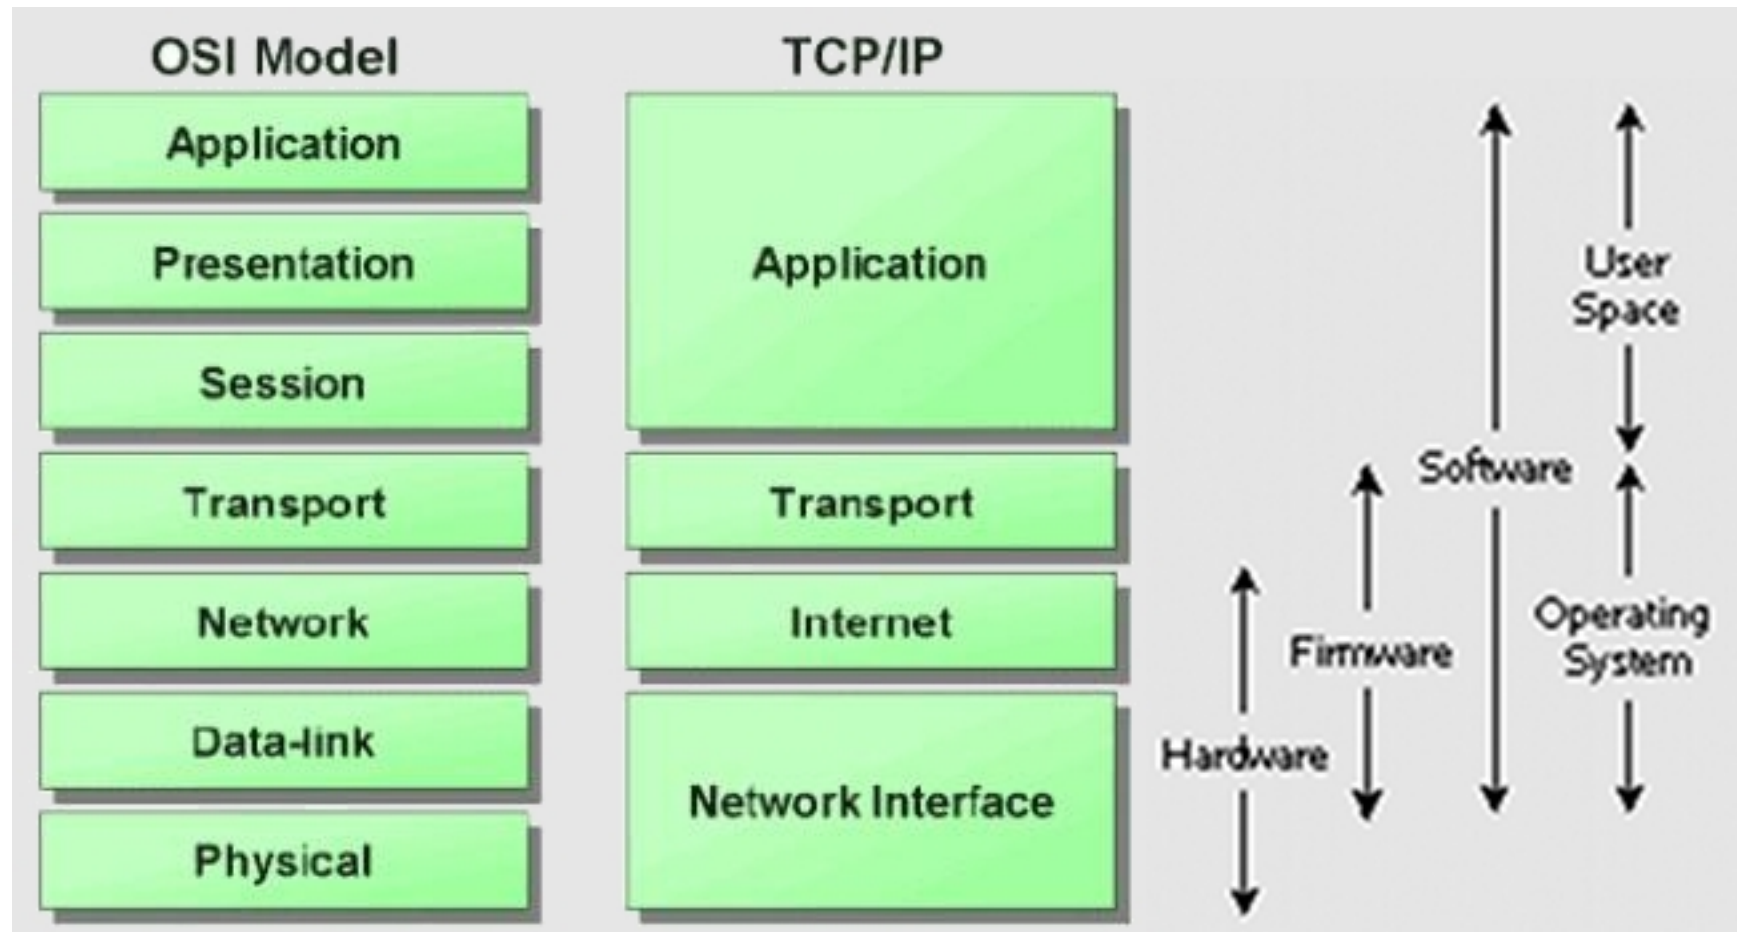 OSI Model
TCP/IP
Application
Presentation
Session
Transport
Network
Data-link
Physical
Application
Transport
Internet
Network Interface
Hardware
Firmware
Software
User
Space
Operating
System